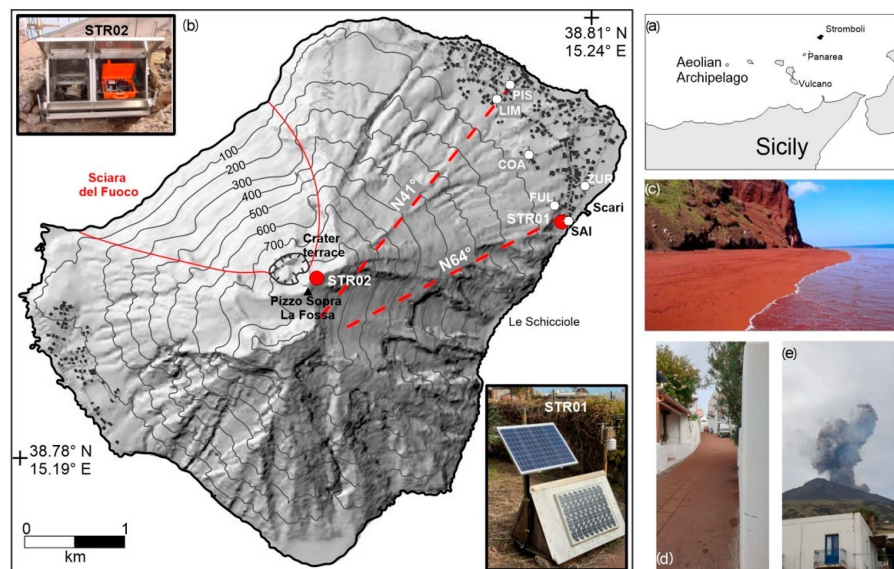 STR02
(b)
38.81° N
15.24° E
PIS
LIM
COA
ZUR
FUL
STR01
Scari
SAI
100
200
300
400
500
600
700
Sciara
del Fuoco
Crater
terrace
N41°
N64°
STR02
Pizzo Sopra
La Fossa
Le Schicciole
38.78° N
15.19° E
0
1
km
STR01
(a)
Stromboli
Panarea
Aeolian
Archipelago
Vulcano
Sicily
(c)
(d)
(e)